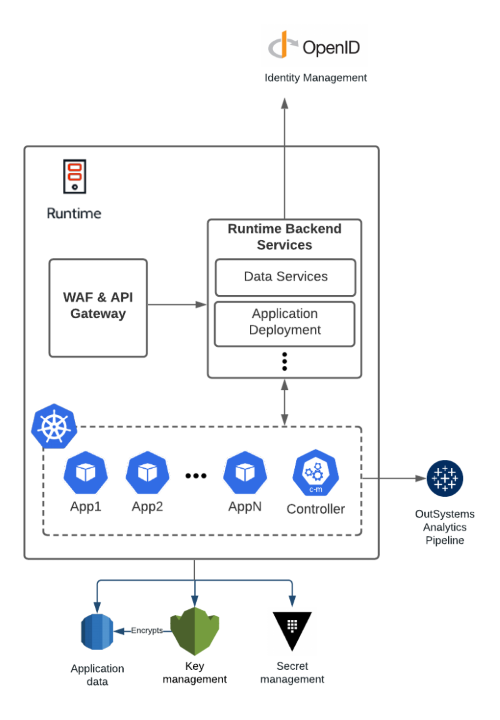 OpenID
Identity Management
Runtime
Runtime Backend
Services
Data Services
WAF & API
Gateway
Application
Deployment
App1
App2
AppN
c-m
Controller
OutSystems
Analytics
Pipeline
Encrypts
Application
data
Key
management
Secret
management